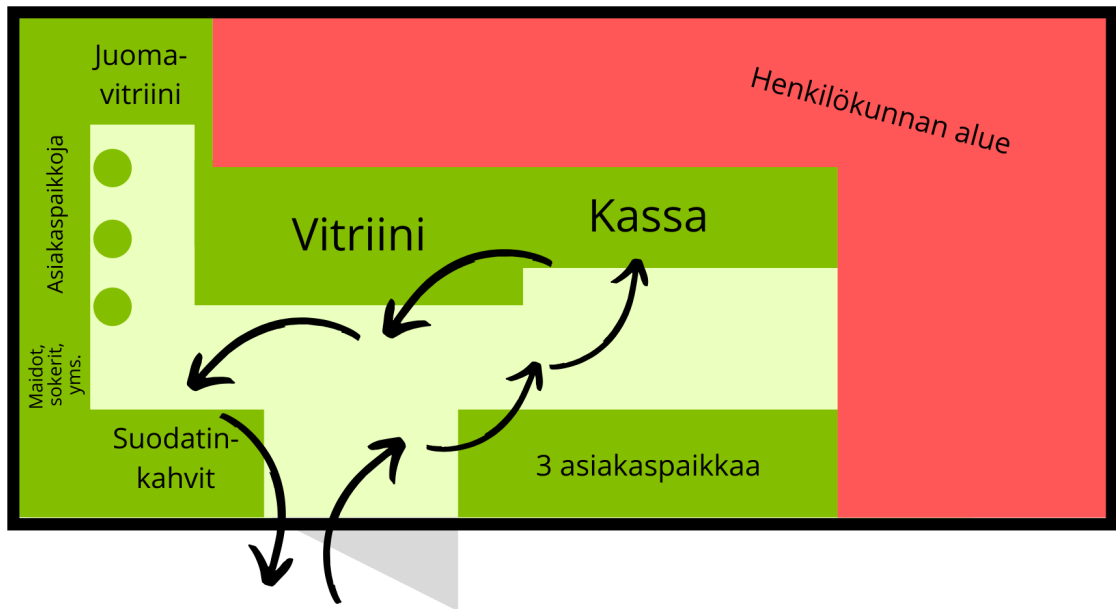 Juoma-
vitriini
Henkilökunnan alue
Asiakaspaikkoja
Vitriini
Kassa
Maidot,
sokerit,
yms.
Suodatin-
kahvit
3 asiakaspaikkaa